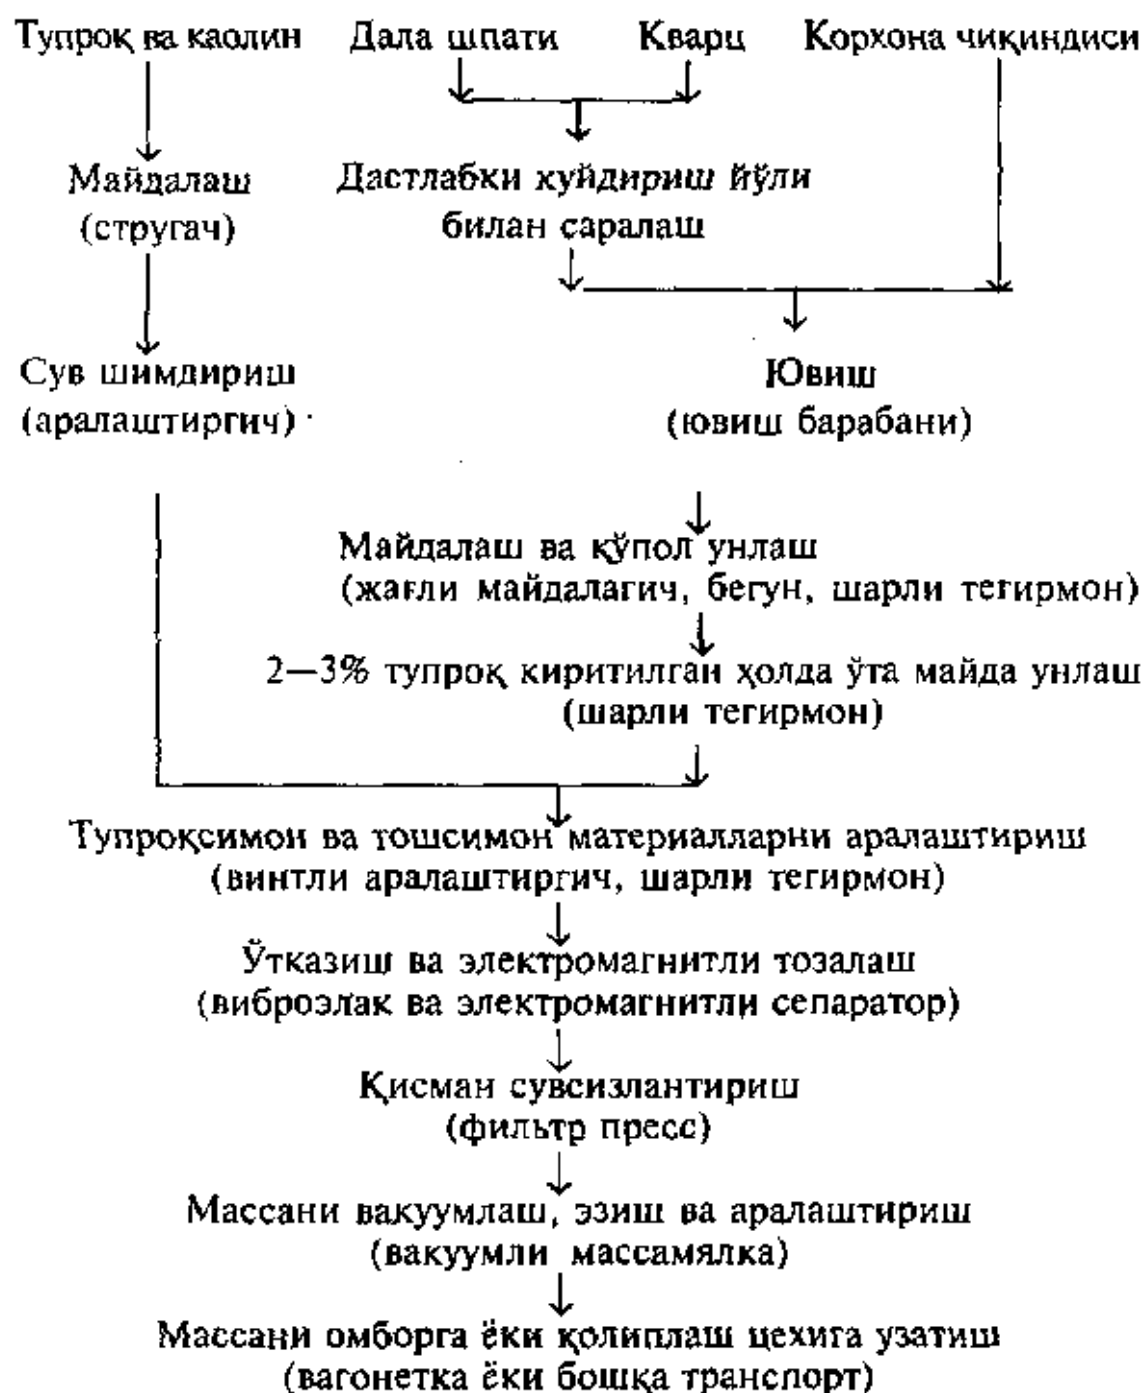 Тупроқ ва каолин Дала шпати Кварц Корхона чиқиндиси
Майдалаш
(стругач)
Дастлабки хуйдириш йўли
билан саралаш
Сув шимдириш
(аралаштиргич)
Ювиш
(ювиш барабани)
Майдалаш ва қўпол унлаш
(жағли майдалагич, бегун, шарли тегирмон)
2—3% тупроқ киритилган ҳолда ўта майда унлаш
(шарли тегирмон)
Тупроқсимон ва тошсимон материалларни аралаштириш
(винтли аралаштиргич, шарли тегирмон)
Ўтказиш ва электромагнитли тозалаш
(виброэлак ва электромагнитли сепаратор)
Қисман сувсизлантириш
(фильтр пресс)
Массани вакуумлаш, эзиш ва аралаштириш
(вакуумли массамялка)
Массани омборга ёки қолиплаш цехига узатиш
(вагонетка ёки бошқа транспорт)